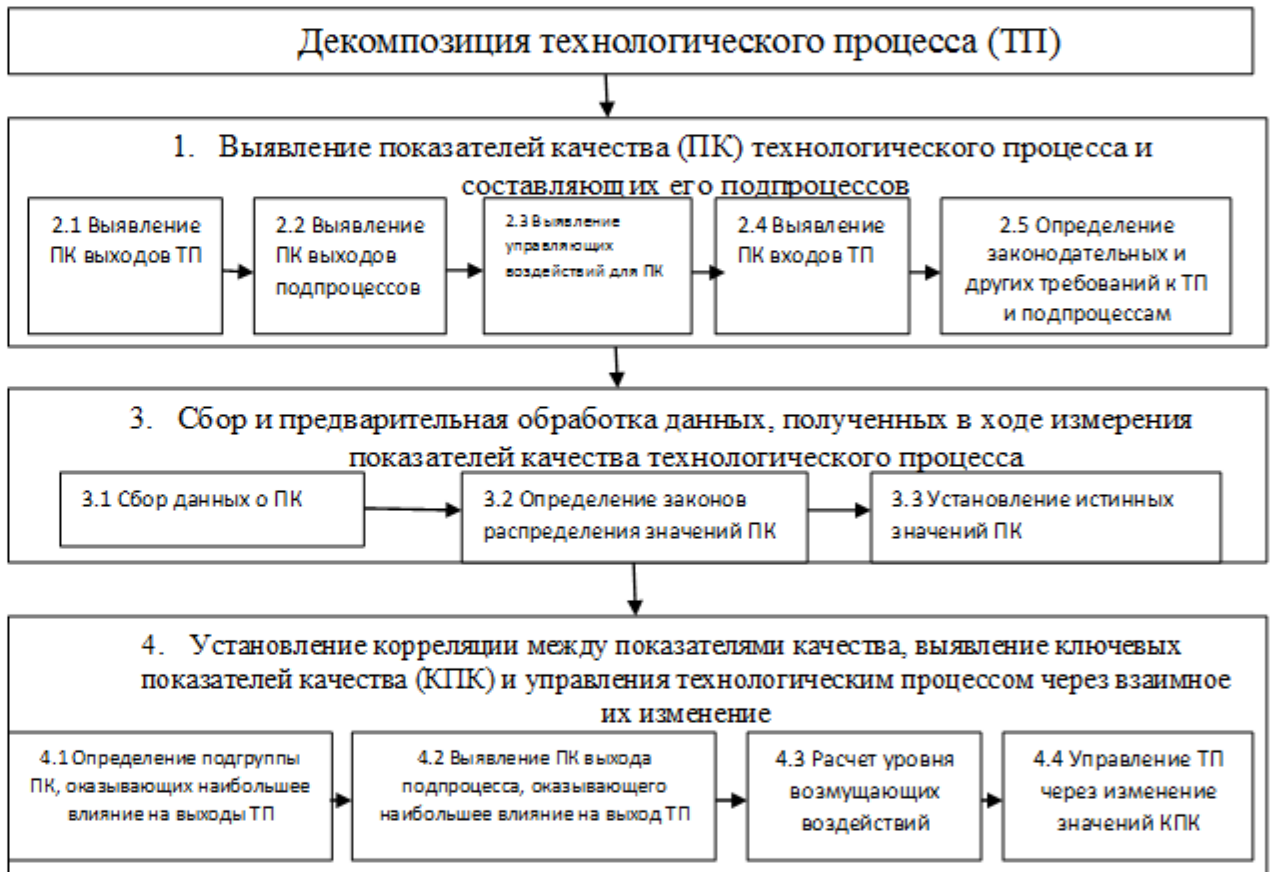 Декомпозиция технологического процесса (ТП)
1. Выявление показателей качества (ПК) технологического процесса и
составляющих его подпроцессов
2.1 Выявление
ПК выходов ТП
2.2 Выявление
ПК выходов
подпроцессов
2.3 Выявление
управляющих
воздействий для ПК
2.4 Выявление
ПК входов ТП
2.5 Определение
законодательных и
других требований к ТП
и подпроцессам
3. Сбор и предварительная обработка данных, полученных в ходе измерения
показателей качества технологического процесса
3.1 Сбор данных о ПК
3.2 Определение законов
распределения значений ПК
3.3 Установление истинных
значений ПК
4. Установление корреляции между показателями качества, выявление ключевых
показателей качества (КПК) и управления технологическим процессом через взаимное
их изменение
4.1 Определение подгруппы
ПК, оказывающих наибольшее
влияние на выходы ТП
4.2 Выявление ПК выхода
подпроцесса, оказывающего
наибольшее влияние на выход ТП
4.3 Расчет уровня
возмущающих
воздействий
4.4 Управление ТП
через изменение
значений КПК